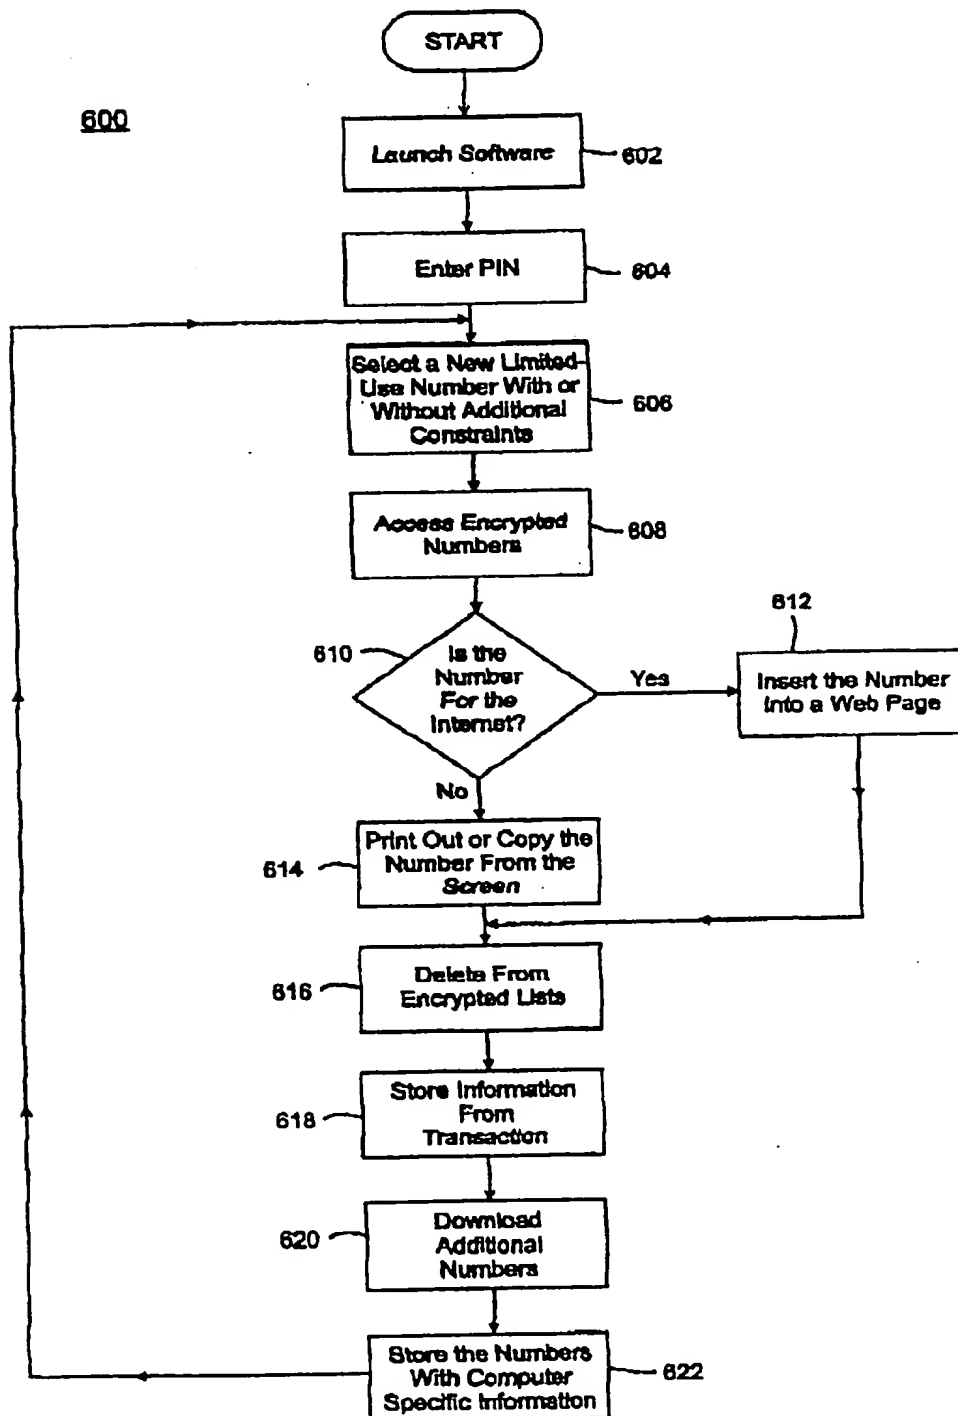 START
600
Launch Software
602
Enter PIN
604
Select a New Limited-
Use Number With or
Without Additional
Constraints
606
Access Encrypted
Numbers
608
612
610
Is the
Number
For the
Internet?
Yes
Insert the Number
Into a Web Page
No
614
Print Out or Copy the
Number From the
Screen
616
Delete From
Encrypted Lists
618
Store Information
From
Transaction
620
Download
Additional
Numbers
Store the Numbers
With Computer
Specific Information
622